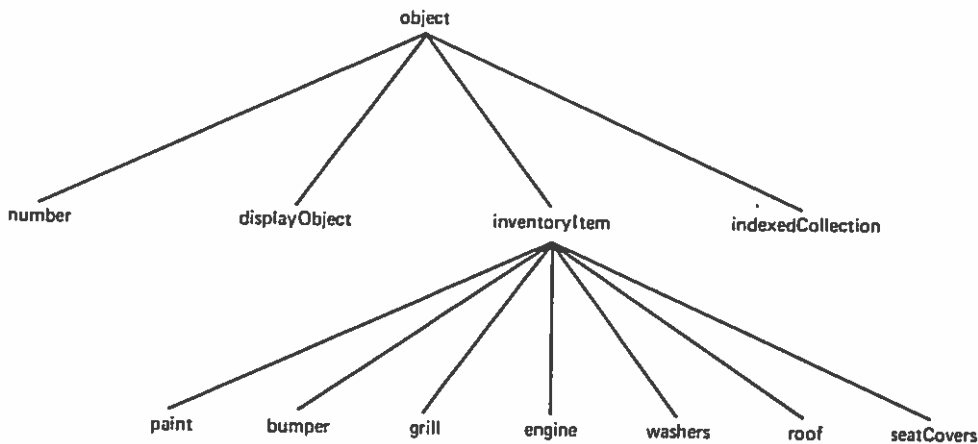 object
number displayObject inventoryItem indexedCollection
paint bumper grill engine washers roof seatCovers